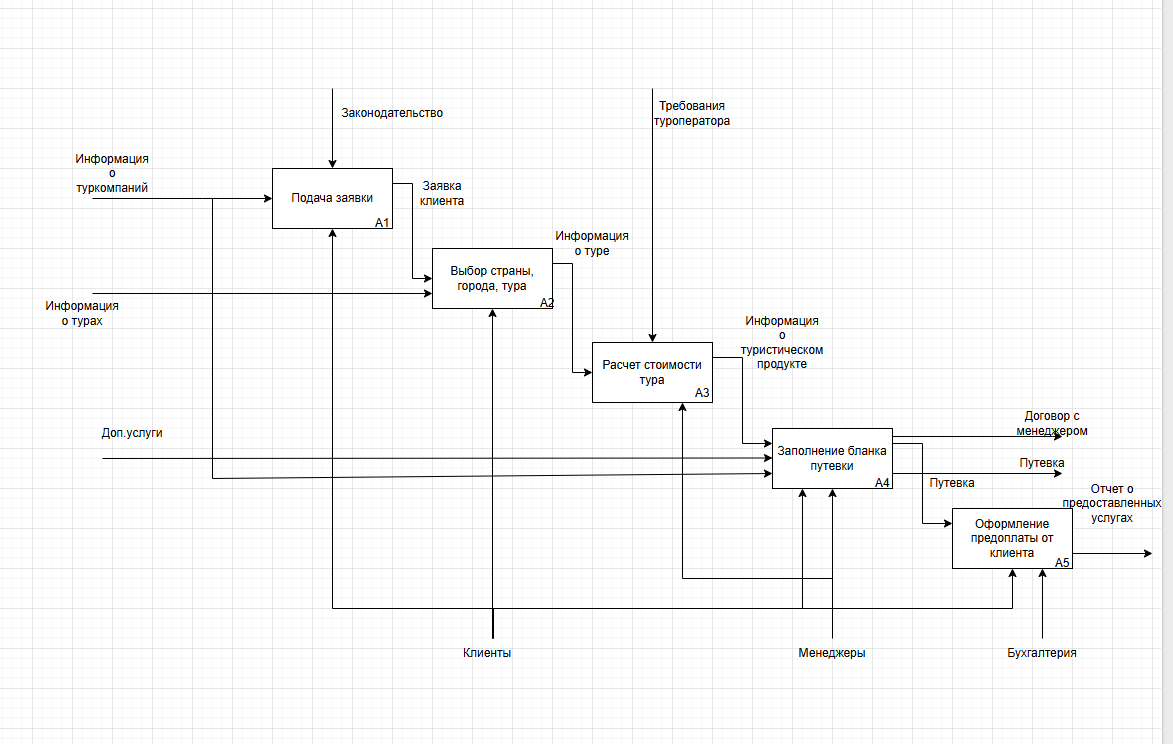 Законодательство
Требования
туроператора
Информация
о
туркомпаний
Подача заявки
A1
Заявка
клиента
Информация
о туре
Выбор страны,
города, тура
A2
Информация
о турах
Информация
о
туристическом
продукте
Расчет стоимости
тура
A3
Доп.услуги
Договор с
менеджером
Заполнение бланка
путевки
A4
Путевка
Путевка
Отчет о
предоставленных
услугах
Оформление
предоплаты от
клиента
A5
Клиенты
Менеджеры
Бухгалтерия